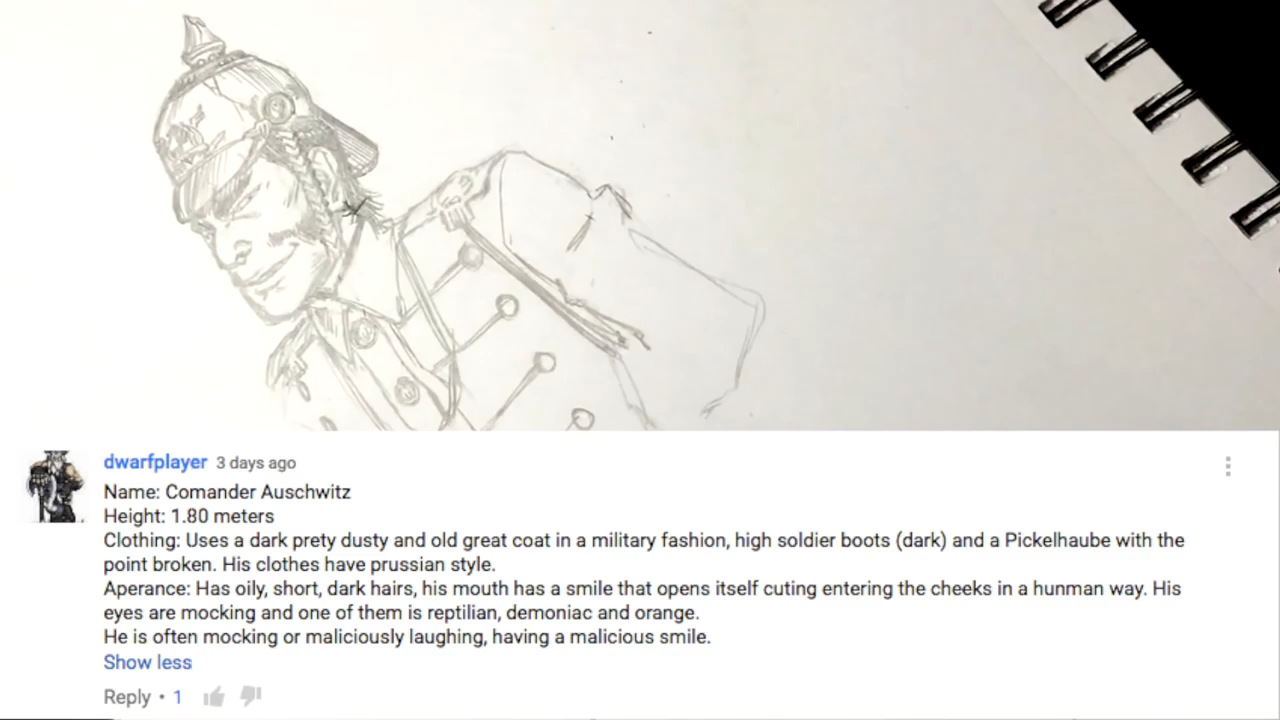 dwarfplayer 3 days ago
Name: Comander Auschwitz
Height: 1.80 meters
Clothing: Uses a dark prety dusty and old great coat in a military fashion, high soldier boots (dark) and a Pickelhaube with the
point broken. His clothes have prussian style.
Aperance: Has oily, short, dark hairs, his mouth has a smile that opens itself cuting entering the cheeks in a hunman way. His
eyes are mocking and one of them is reptilian, demoniac and orange.
He is often mocking or maliciously laughing, having a malicious smile.
Show less
Reply • 1